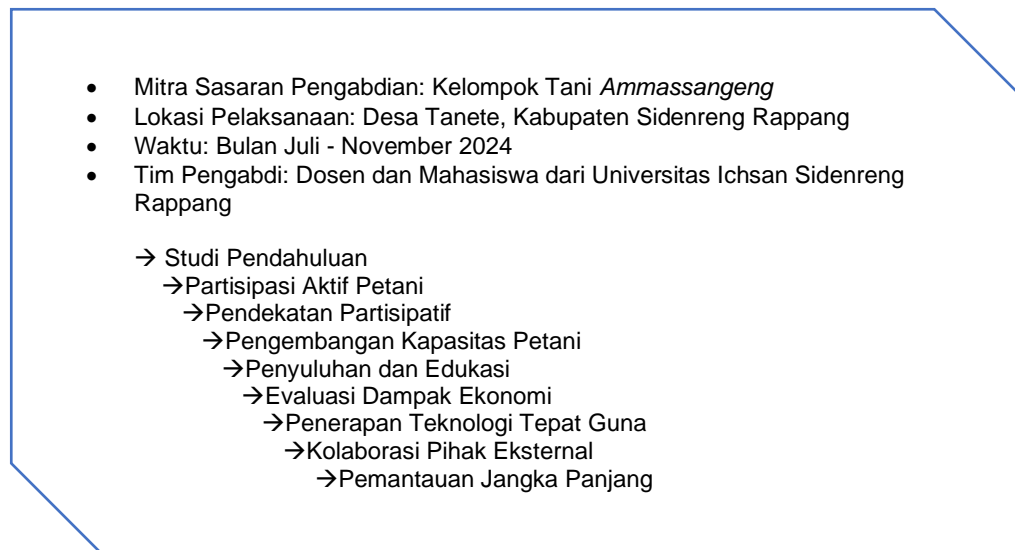 • Mitra Sasaran Pengabdian: Kelompok Tani Ammassangeng
• Lokasi Pelaksanaan: Desa Tanete, Kabupaten Sidenreng Rappang
• Waktu: Bulan Juli - November 2024
• Tim Pengabdi: Dosen dan Mahasiswa dari Universitas Ichsan Sidenreng
Rappang
→ Studi Pendahuluan
→Partisipasi Aktif Petani
→Pendekatan Partisipatif
→Pengembangan Kapasitas Petani
→Penyuluhan dan Edukasi
→Evaluasi Dampak Ekonomi
→Penerapan Teknologi Tepat Guna
→Kolaborasi Pihak Eksternal
→Pemantauan Jangka Panjang